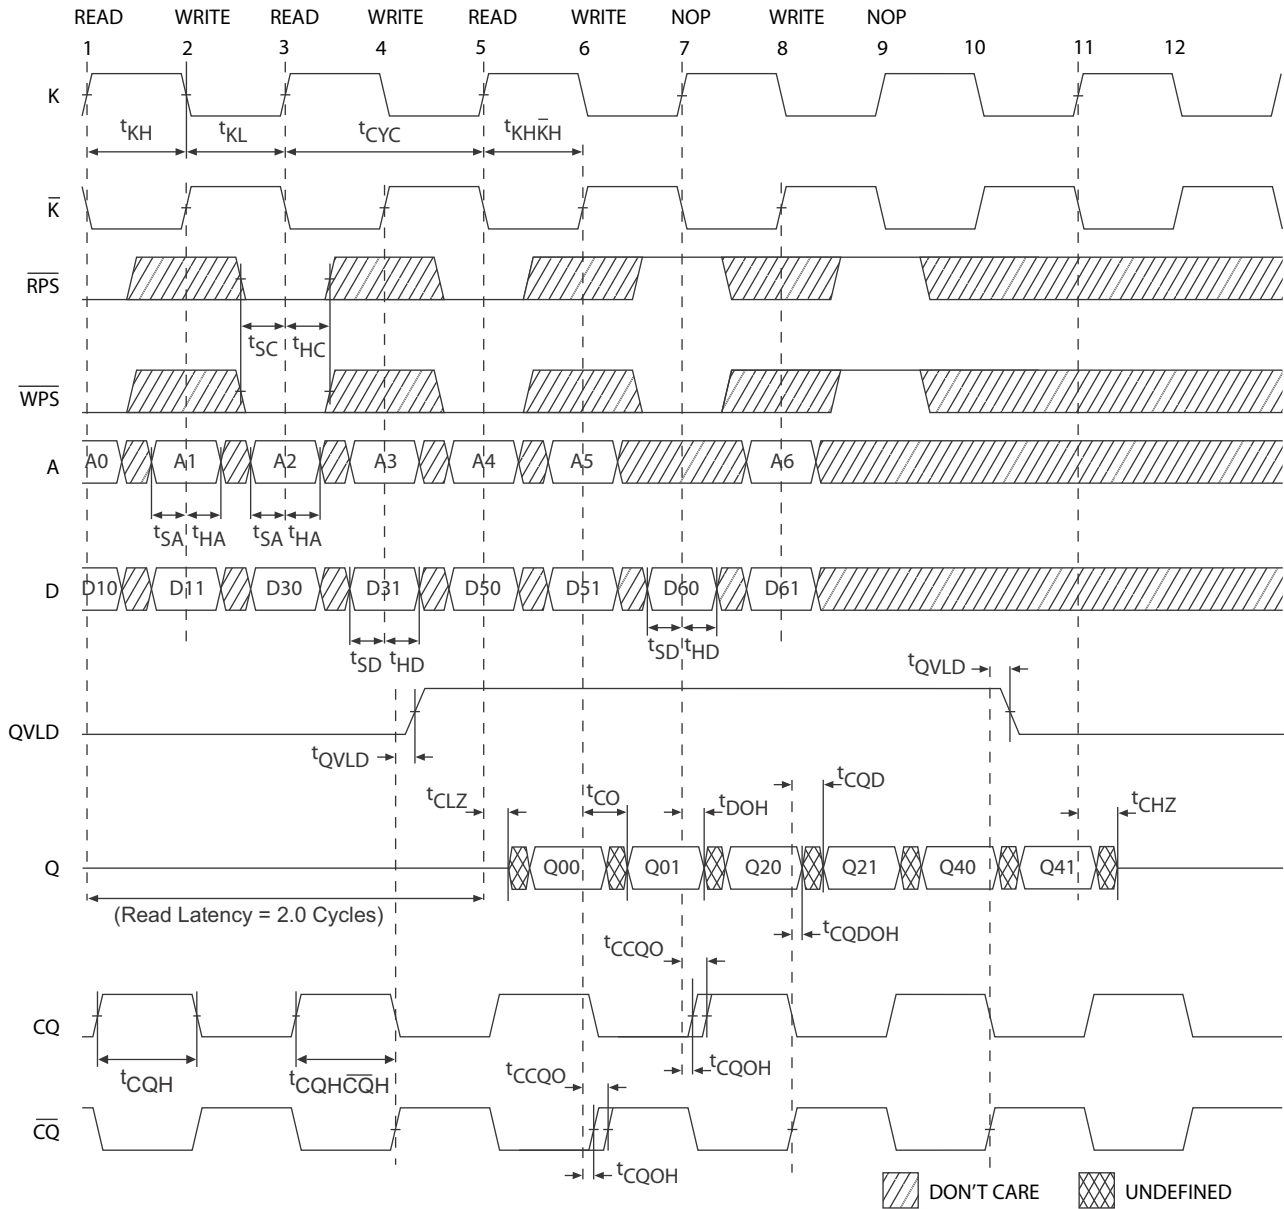 READ WRITE READ WRITE READ WRITE NOP WRITE NOP
1 2 3 4 5 6 7 8 9 10 11 12
K
tKH tKL tCYC tKHK̅H
K̅
R̅P̅S̅
tSC tHC
W̅P̅S̅
A A0 A1 A2 A3 A4 A5 A6
tSA tHA tSA tHA
D D10 D11 D30 D31 D50 D51 D60 D61
tSD tHD tSD tHD
tQVLD
QVLD
tQVLD
tCLZ tCO tDOH tCQD tCHZ
Q Q00 Q01 Q20 Q21 Q40 Q41
(Read Latency = 2.0 Cycles)
tCQDOH
tCCQO
CQ
tCQH tCQHC̅Q̅H tCCQO tCQOH
C̅Q̅
tCQOH
DON'T CARE UNDEFINED